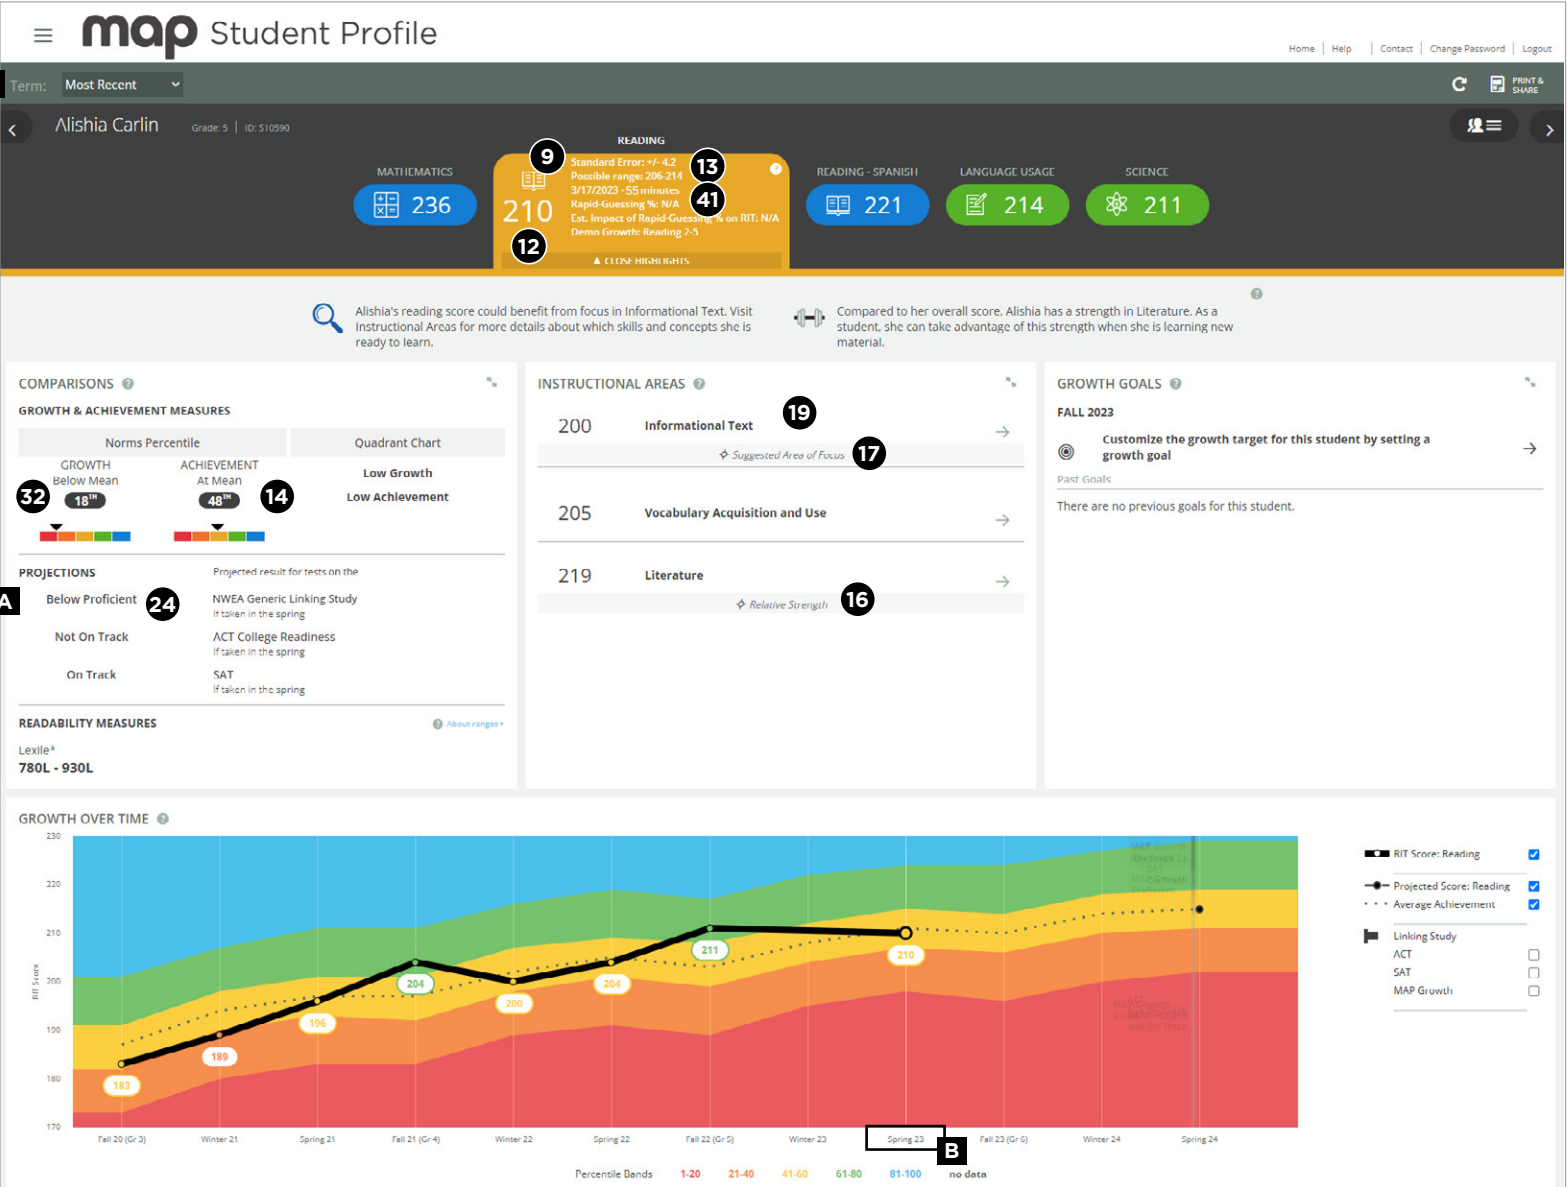 map Student Profile
Home | Help | Contact | Change Password | Logout
Term: Most Recent
PRINT & SHARE
Alishia Carlin Grade: 5 | ID: S10590
MATHEMATICS
236
READING
9
210
12
Standard Error: +/- 4.2
Possible range: 206-214
13
3/17/2023 - 55 minutes
Rapid-Guessing %: N/A
41
Est. Impact of Rapid-Guessing % on RIT: N/A
Demo Growth: Reading 2-5
▲ CLOSE HIGHLIGHTS
READING - SPANISH
221
LANGUAGE USAGE
214
SCIENCE
211
Alishia's reading score could benefit from focus in Informational Text. Visit
Instructional Areas for more details about which skills and concepts she is
ready to learn.
Compared to her overall score. Alishia has a strength in Literature. As a
student, she can take advantage of this strength when she is learning new
material.
COMPARISONS
GROWTH & ACHIEVEMENT MEASURES
Norms Percentile
Quadrant Chart
GROWTH
Below Mean
32
18TH
ACHIEVEMENT
At Mean
48TH
14
Low Growth
Low Achievement
PROJECTIONS Projected result for tests on the
A
Below Proficient
24
NWEA Generic Linking Study
If taken in the spring
Not On Track
ACT College Readiness
If taken in the spring
On Track
SAT
If taken in the spring
READABILITY MEASURES
About ranges
Lexile®
780L - 930L
INSTRUCTIONAL AREAS
200 Informational Text
19
Suggested Area of Focus
17
205 Vocabulary Acquisition and Use
219 Literature
Relative Strength
16
GROWTH GOALS
FALL 2023
Customize the growth target for this student by setting a
growth goal
Past Goals
There are no previous goals for this student.
GROWTH OVER TIME
RIT Score
230
220
210
200
190
180
170
183
189
196
204
200
204
211
210
Fall 20 (Gr 3)
Winter 21
Spring 21
Fall 21 (Gr 4)
Winter 22
Spring 22
Fall 22 (Gr 5)
Winter 23
Spring 23
B
Fall 23 (Gr 6)
Winter 24
Spring 24
Percentile Bands 1-20 21-40 41-60 61-80 81-100 no data
RIT Score: Reading
Projected Score: Reading
Average Achievement
Linking Study
ACT
SAT
MAP Growth